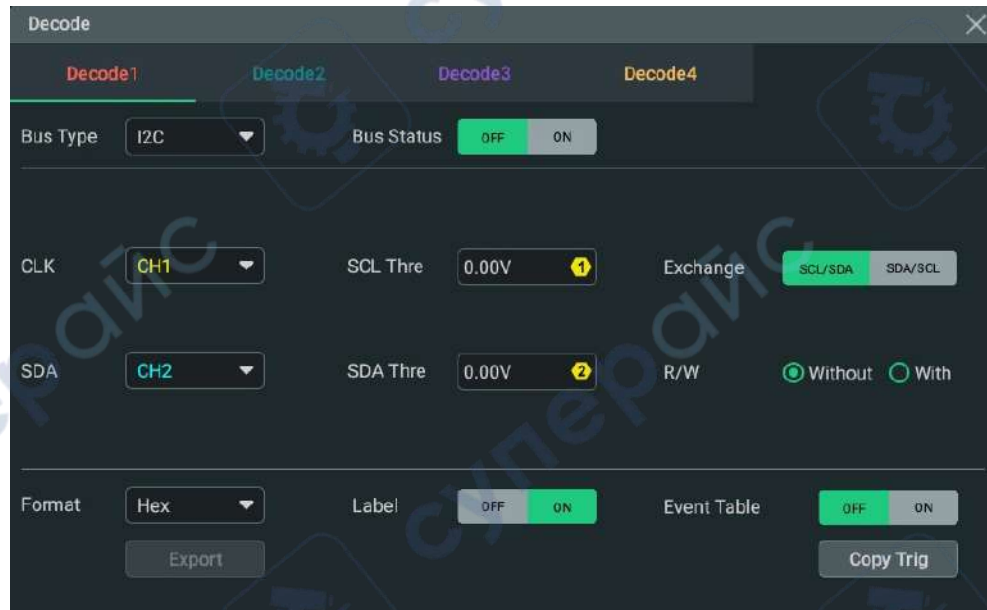 Decode
Decode1 Decode2 Decode3 Decode4
Bus Type I2C Bus Status OFF ON
CLK CH1 SCL Thre 0.00V 1 Exchange SCL/SDA SDA/SCL
SDA CH2 SDA Thre 0.00V 2 R/W Without With
Format Hex Label OFF ON Event Table OFF ON
Export Copy Trig
суперайс